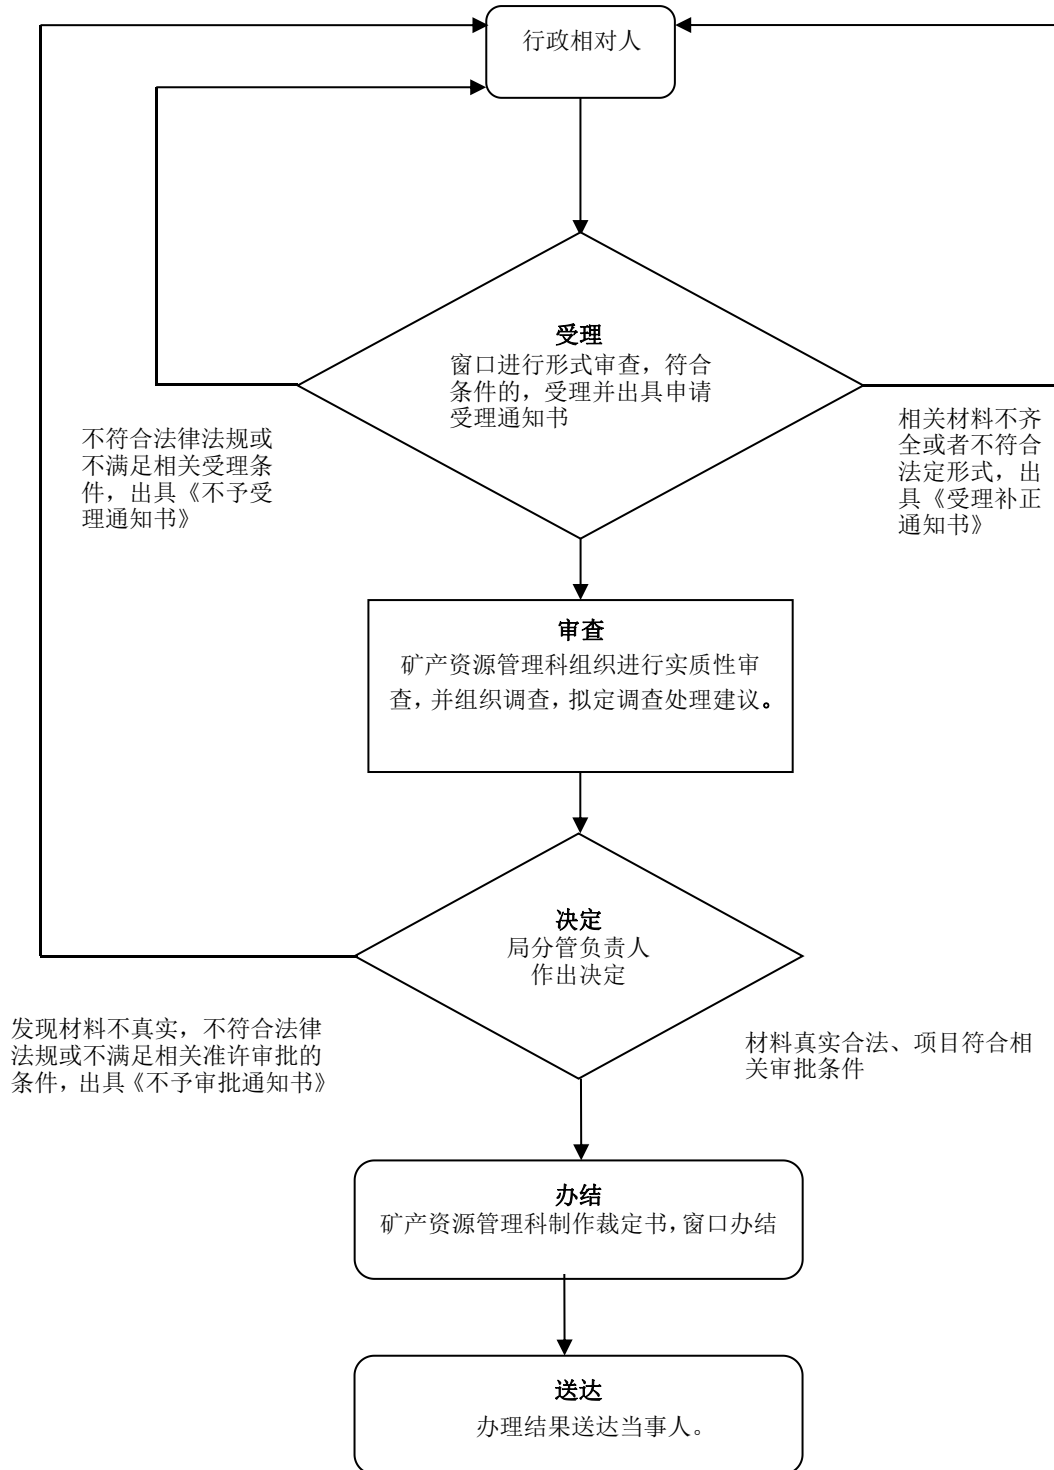 行政相对人
受理
窗口进行形式审查，符合
条件的，受理并出具申请
受理通知书
不符合法律法规或
不满足相关受理条
件，出具《不予受
理通知书》
相关材料不齐
全或者不符合
法定形式，出
具《受理补正
通知书》
审查
矿产资源管理科组织进行实质性审
查，并组织调查，拟定调查处理建议。
决定
局分管负责人
作出决定
发现材料不真实，不符合法律
法规或不满足相关准许审批的
条件，出具《不予审批通知书》
材料真实合法、项目符合相
关审批条件
办结
矿产资源管理科制作裁定书，窗口办结
送达
办理结果送达当事人。